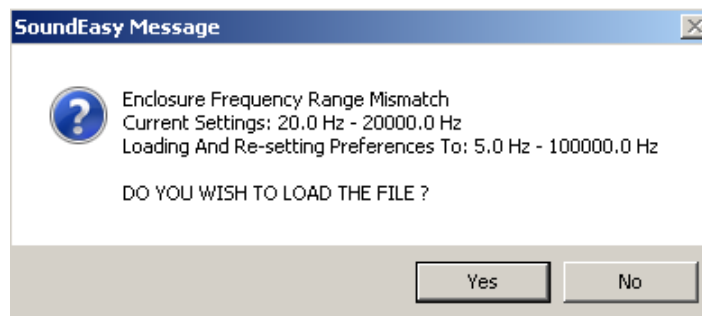 SoundEasy Message
Enclosure Frequency Range Mismatch
Current Settings: 20.0 Hz - 20000.0 Hz
Loading And Re-setting Preferences To: 5.0 Hz - 100000.0 Hz
DO YOU WISH TO LOAD THE FILE ?
Yes No